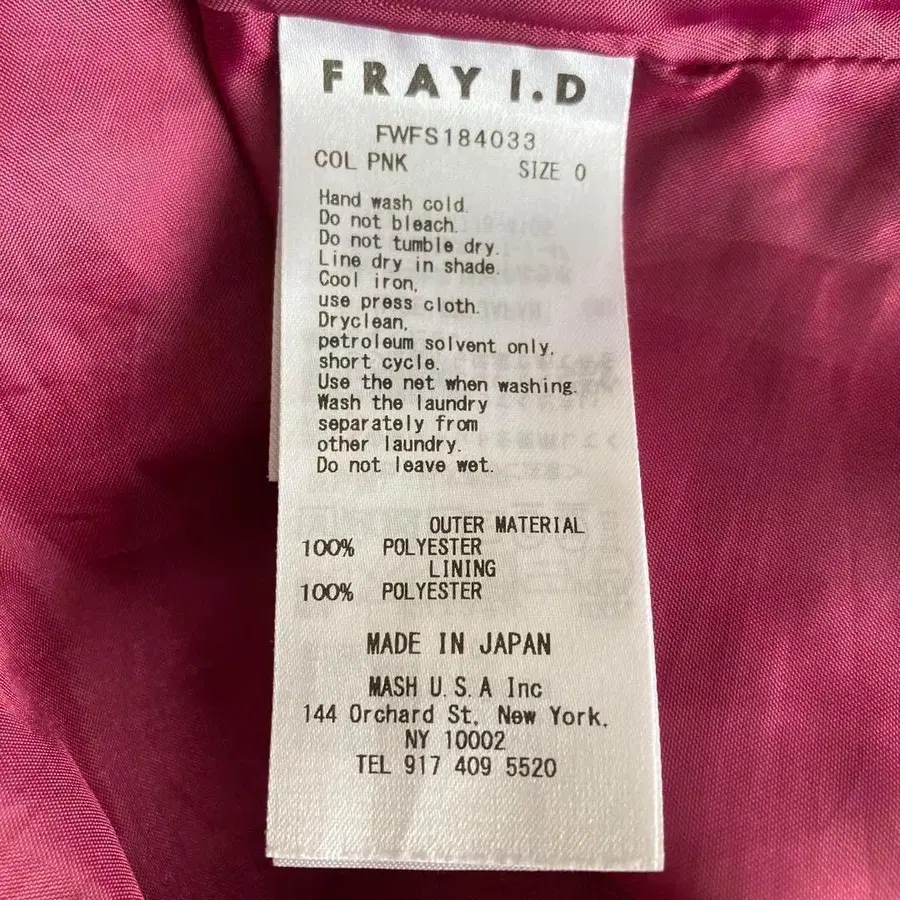 FRAY I.D
FWFS184033
COL PNK SIZE 0
Hand wash cold.
Do not bleach.
Do not tumble dry.
Line dry in shade.
Cool iron,
use press cloth.
Dryclean,
petroleum solvent only,
short cycle.
Use the net when washing.
Wash the laundry
separately from
other laundry.
Do not leave wet.
OUTER MATERIAL
100% POLYESTER
LINING
100% POLYESTER
MADE IN JAPAN
MASH U.S.A Inc
144 Orchard St, New York,
NY 10002
TEL 917 409 5520